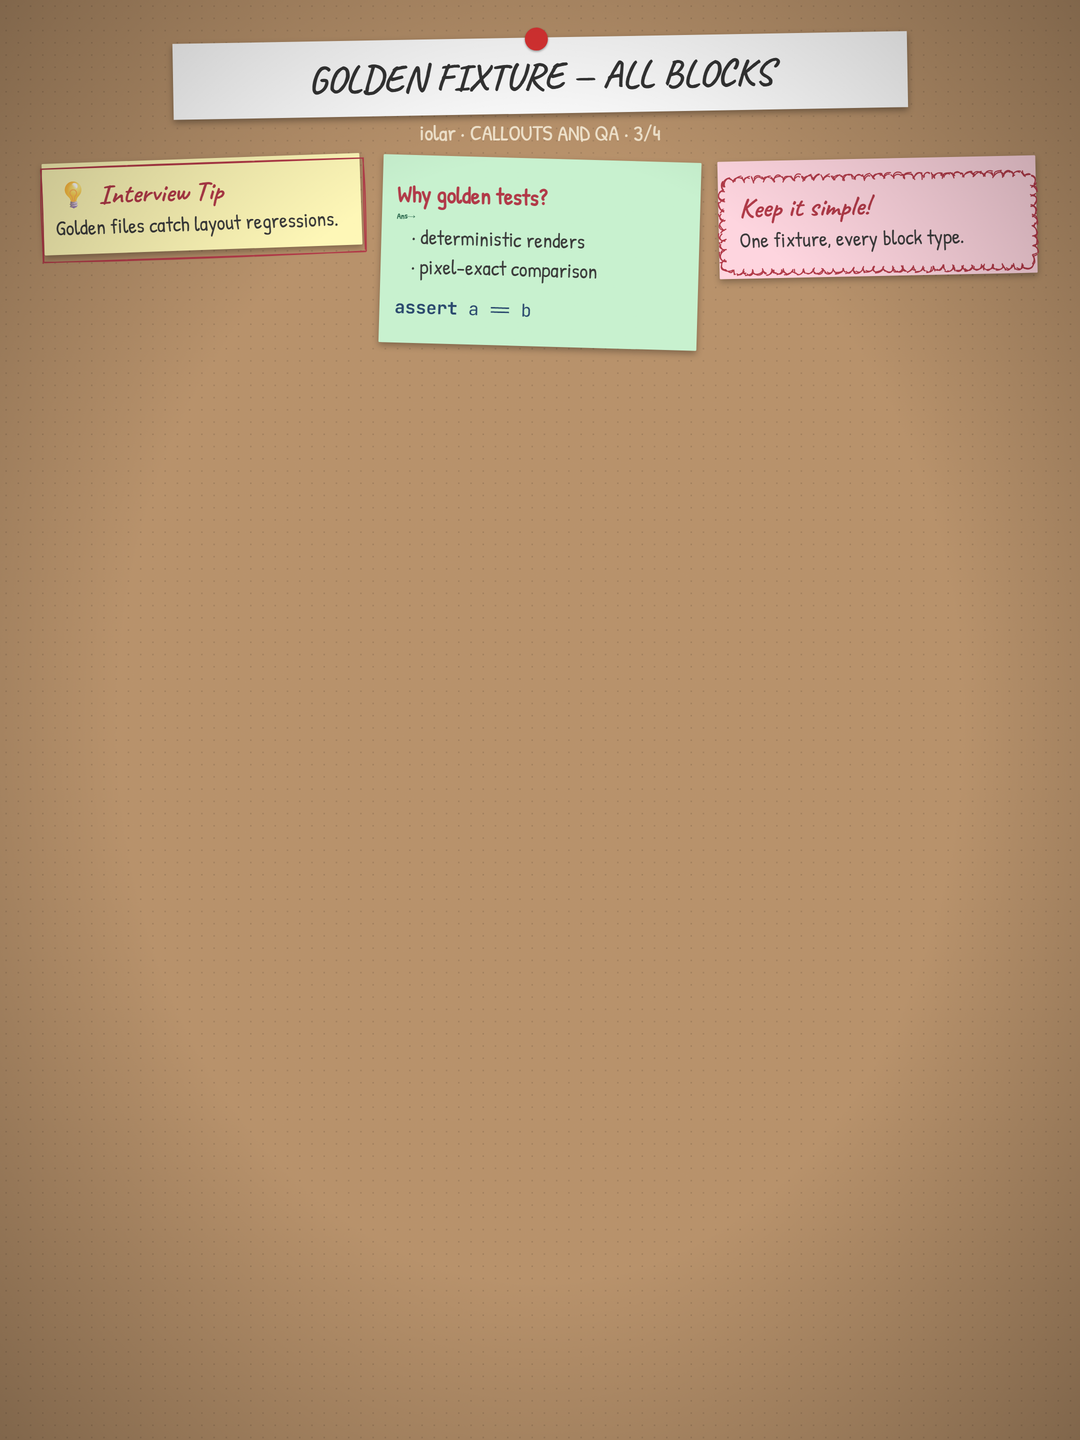 GOLDEN FIXTURE – ALL BLOCKS
iolar · CALLOUTS AND QA · 3/4
Interview Tip
Golden files catch layout regressions.
Why golden tests?
Ans→
· deterministic renders
· pixel-exact comparison
assert a == b
Keep it simple!
One fixture, every block type.